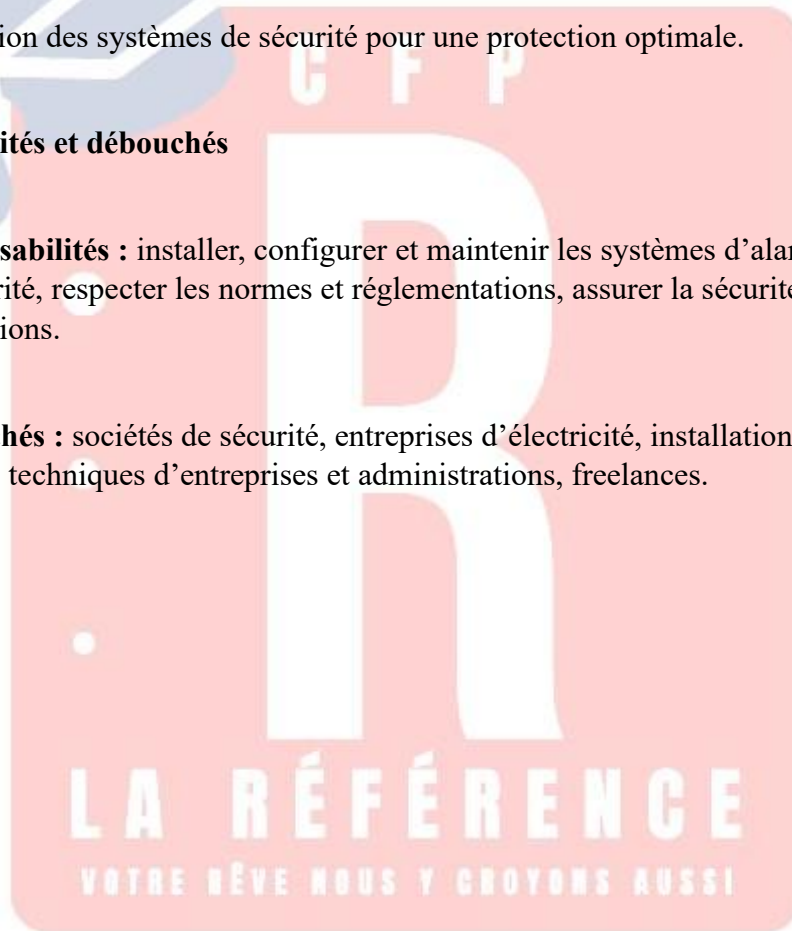 ion des systèmes de sécurité pour une protection optimale.
C F P
ités et débouchés
sabilités : installer, configurer et maintenir les systèmes d’alar
rité, respecter les normes et réglementations, assurer la sécurité
ions.
hés : sociétés de sécurité, entreprises d’électricité, installation
techniques d’entreprises et administrations, freelances.
R
LA RÉFÉRENCE
VOTRE RÊVE NOUS Y CROYONS AUSSI